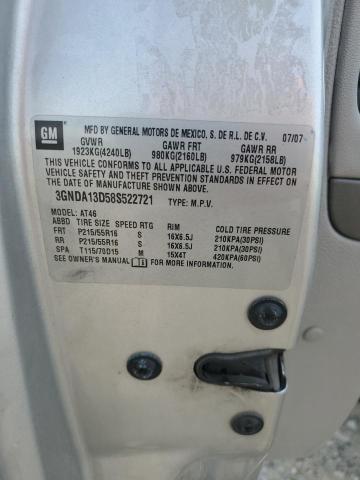 GM
MFD BY GENERAL MOTORS DE MEXICO, S. DE R.L. DE C.V. 07/07
GVWR GAWR FRT GAWR RR
1923KG(4240LB) 980KG(2160LB) 979KG(2158LB)
THIS VEHICLE CONFORMS TO ALL APPLICABLE U.S. FEDERAL MOTOR
VEHICLE SAFETY AND THEFT PREVENTION STANDARDS IN
EFFECT ON THE DATE OF MANUFACTURE SHOWN ABOVE.
3GNDA13D58S522721 TYPE: M.P.V.
MODEL: AT46
ABBD TIRE SIZE SPEED RTG RIM COLD TIRE PRESSURE
FRT P215/55R16 S 16X6.5J 210KPA(30PSI)
RR P215/55R16 S 16X6.5J 210KPA(30PSI)
SPA T115/70D15 M 15X4T 420KPA(60PSI)
SEE OWNER'S MANUAL FOR MORE INFORMATION.